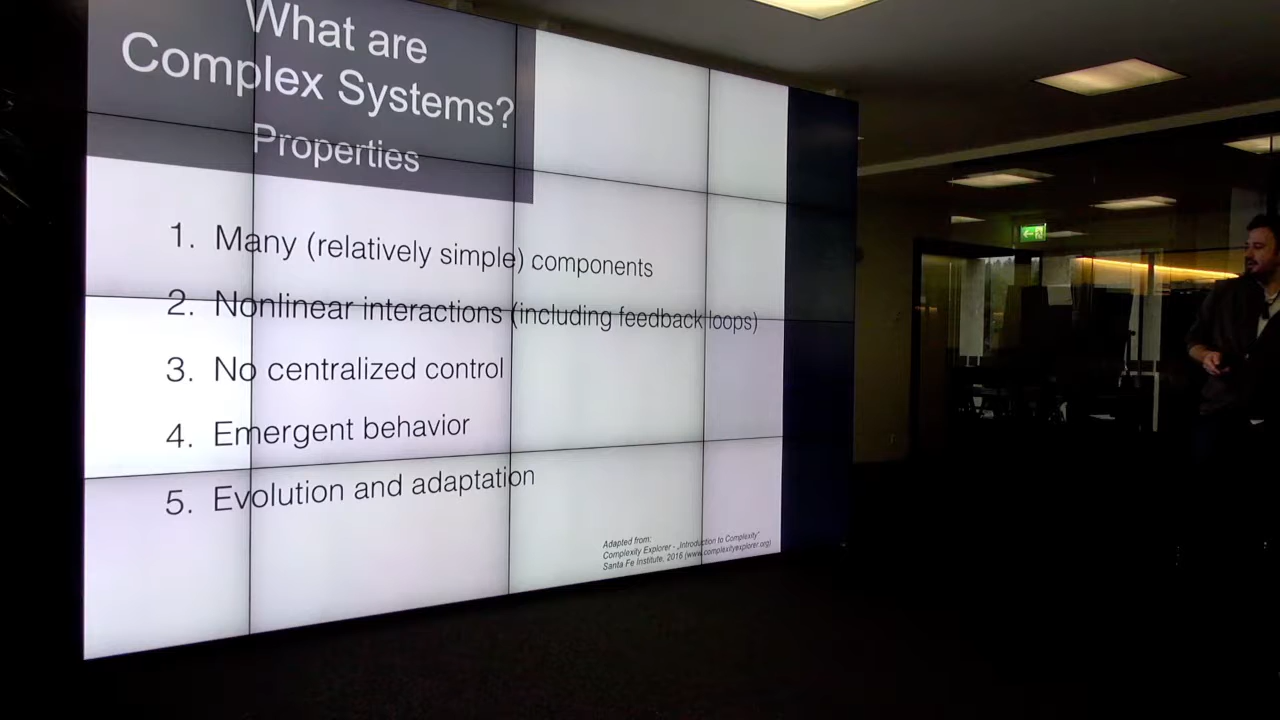 What are
Complex Systems?
Properties
1. Many (relatively simple) components
2. Nonlinear interactions (including feedback loops)
3. No centralized control
4. Emergent behavior
5. Evolution and adaptation
Adapted from:
Complexity Explorer - „Introduction to Complexity"
Santa Fe Institute, 2016 (www.complexityexplorer.org)